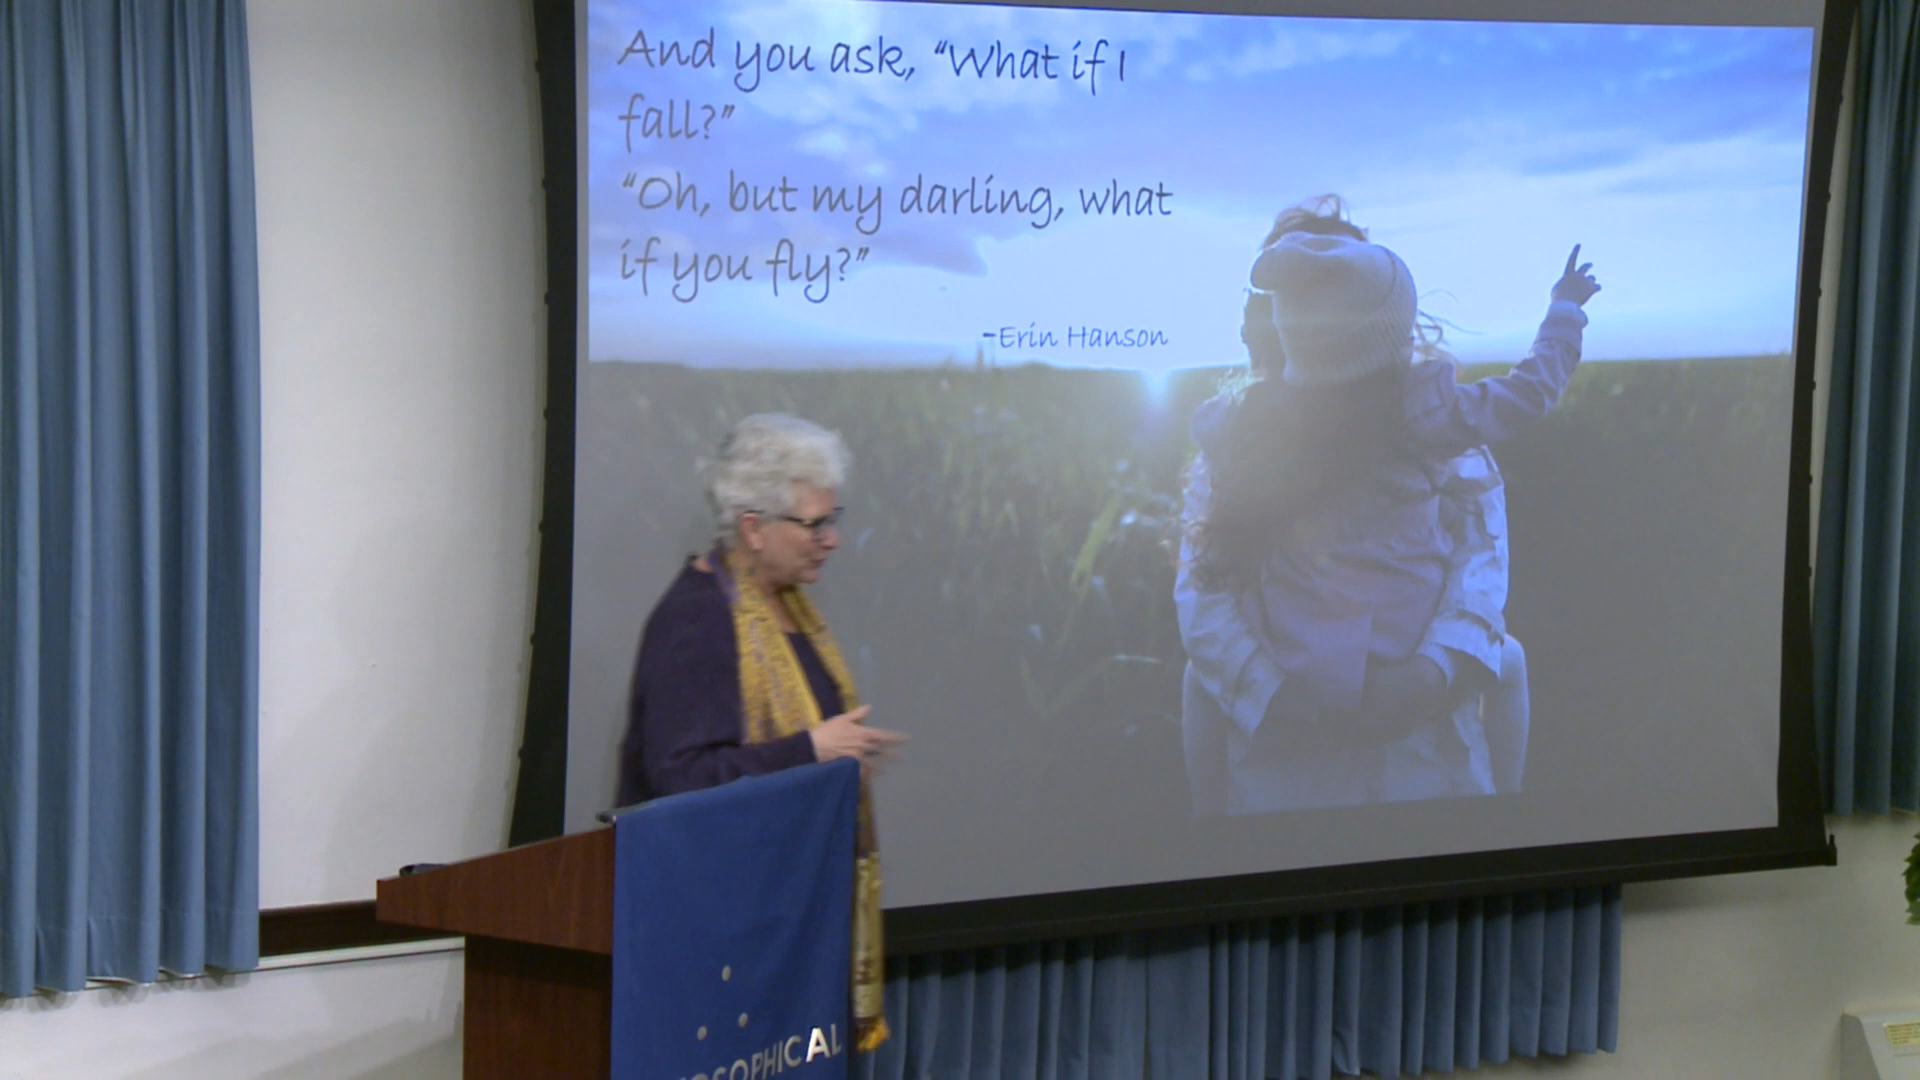 And you ask, “What if I
fall?”
“Oh, but my darling, what
if you fly?”
-Erin Hanson
OSOPHICAL